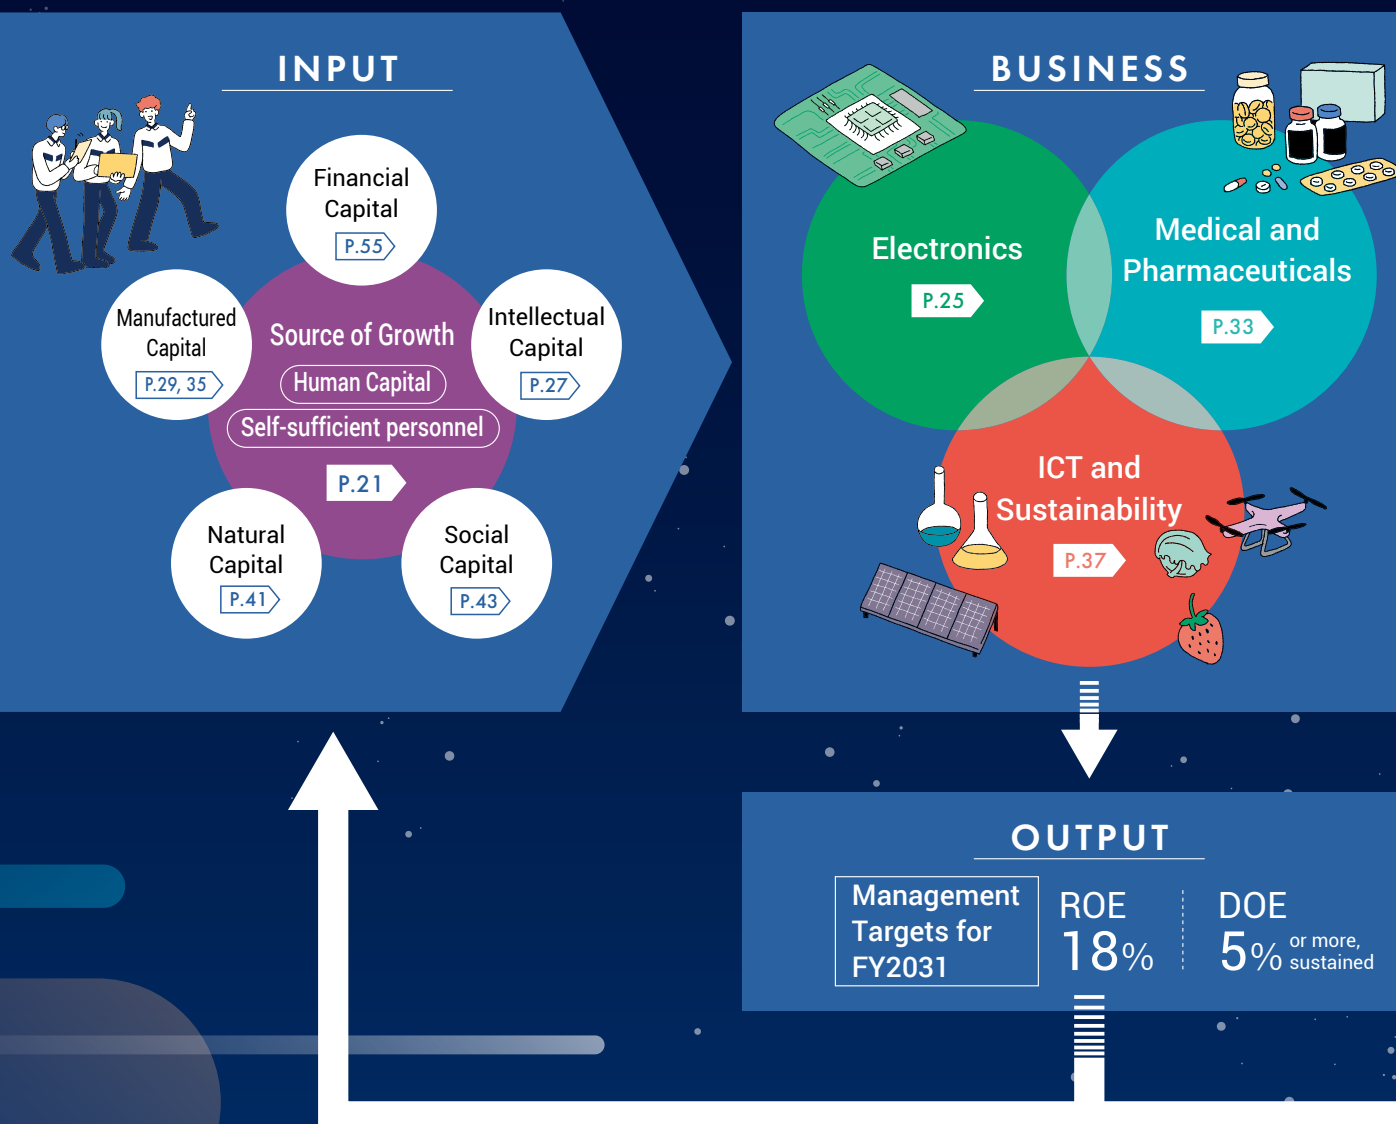 INPUT
Financial
Capital
P.55
Manufactured
Capital
P.29, 35
Source of Growth
Human Capital
Self-sufficient personnel
P.21
Intellectual
Capital
P.27
Natural
Capital
P.41
Social
Capital
P.43
BUSINESS
Electronics
P.25
Medical and
Pharmaceuticals
P.33
ICT and
Sustainability
P.37
OUTPUT
Management
Targets for
FY2031
ROE
18%
DOE
5% or more,
sustained